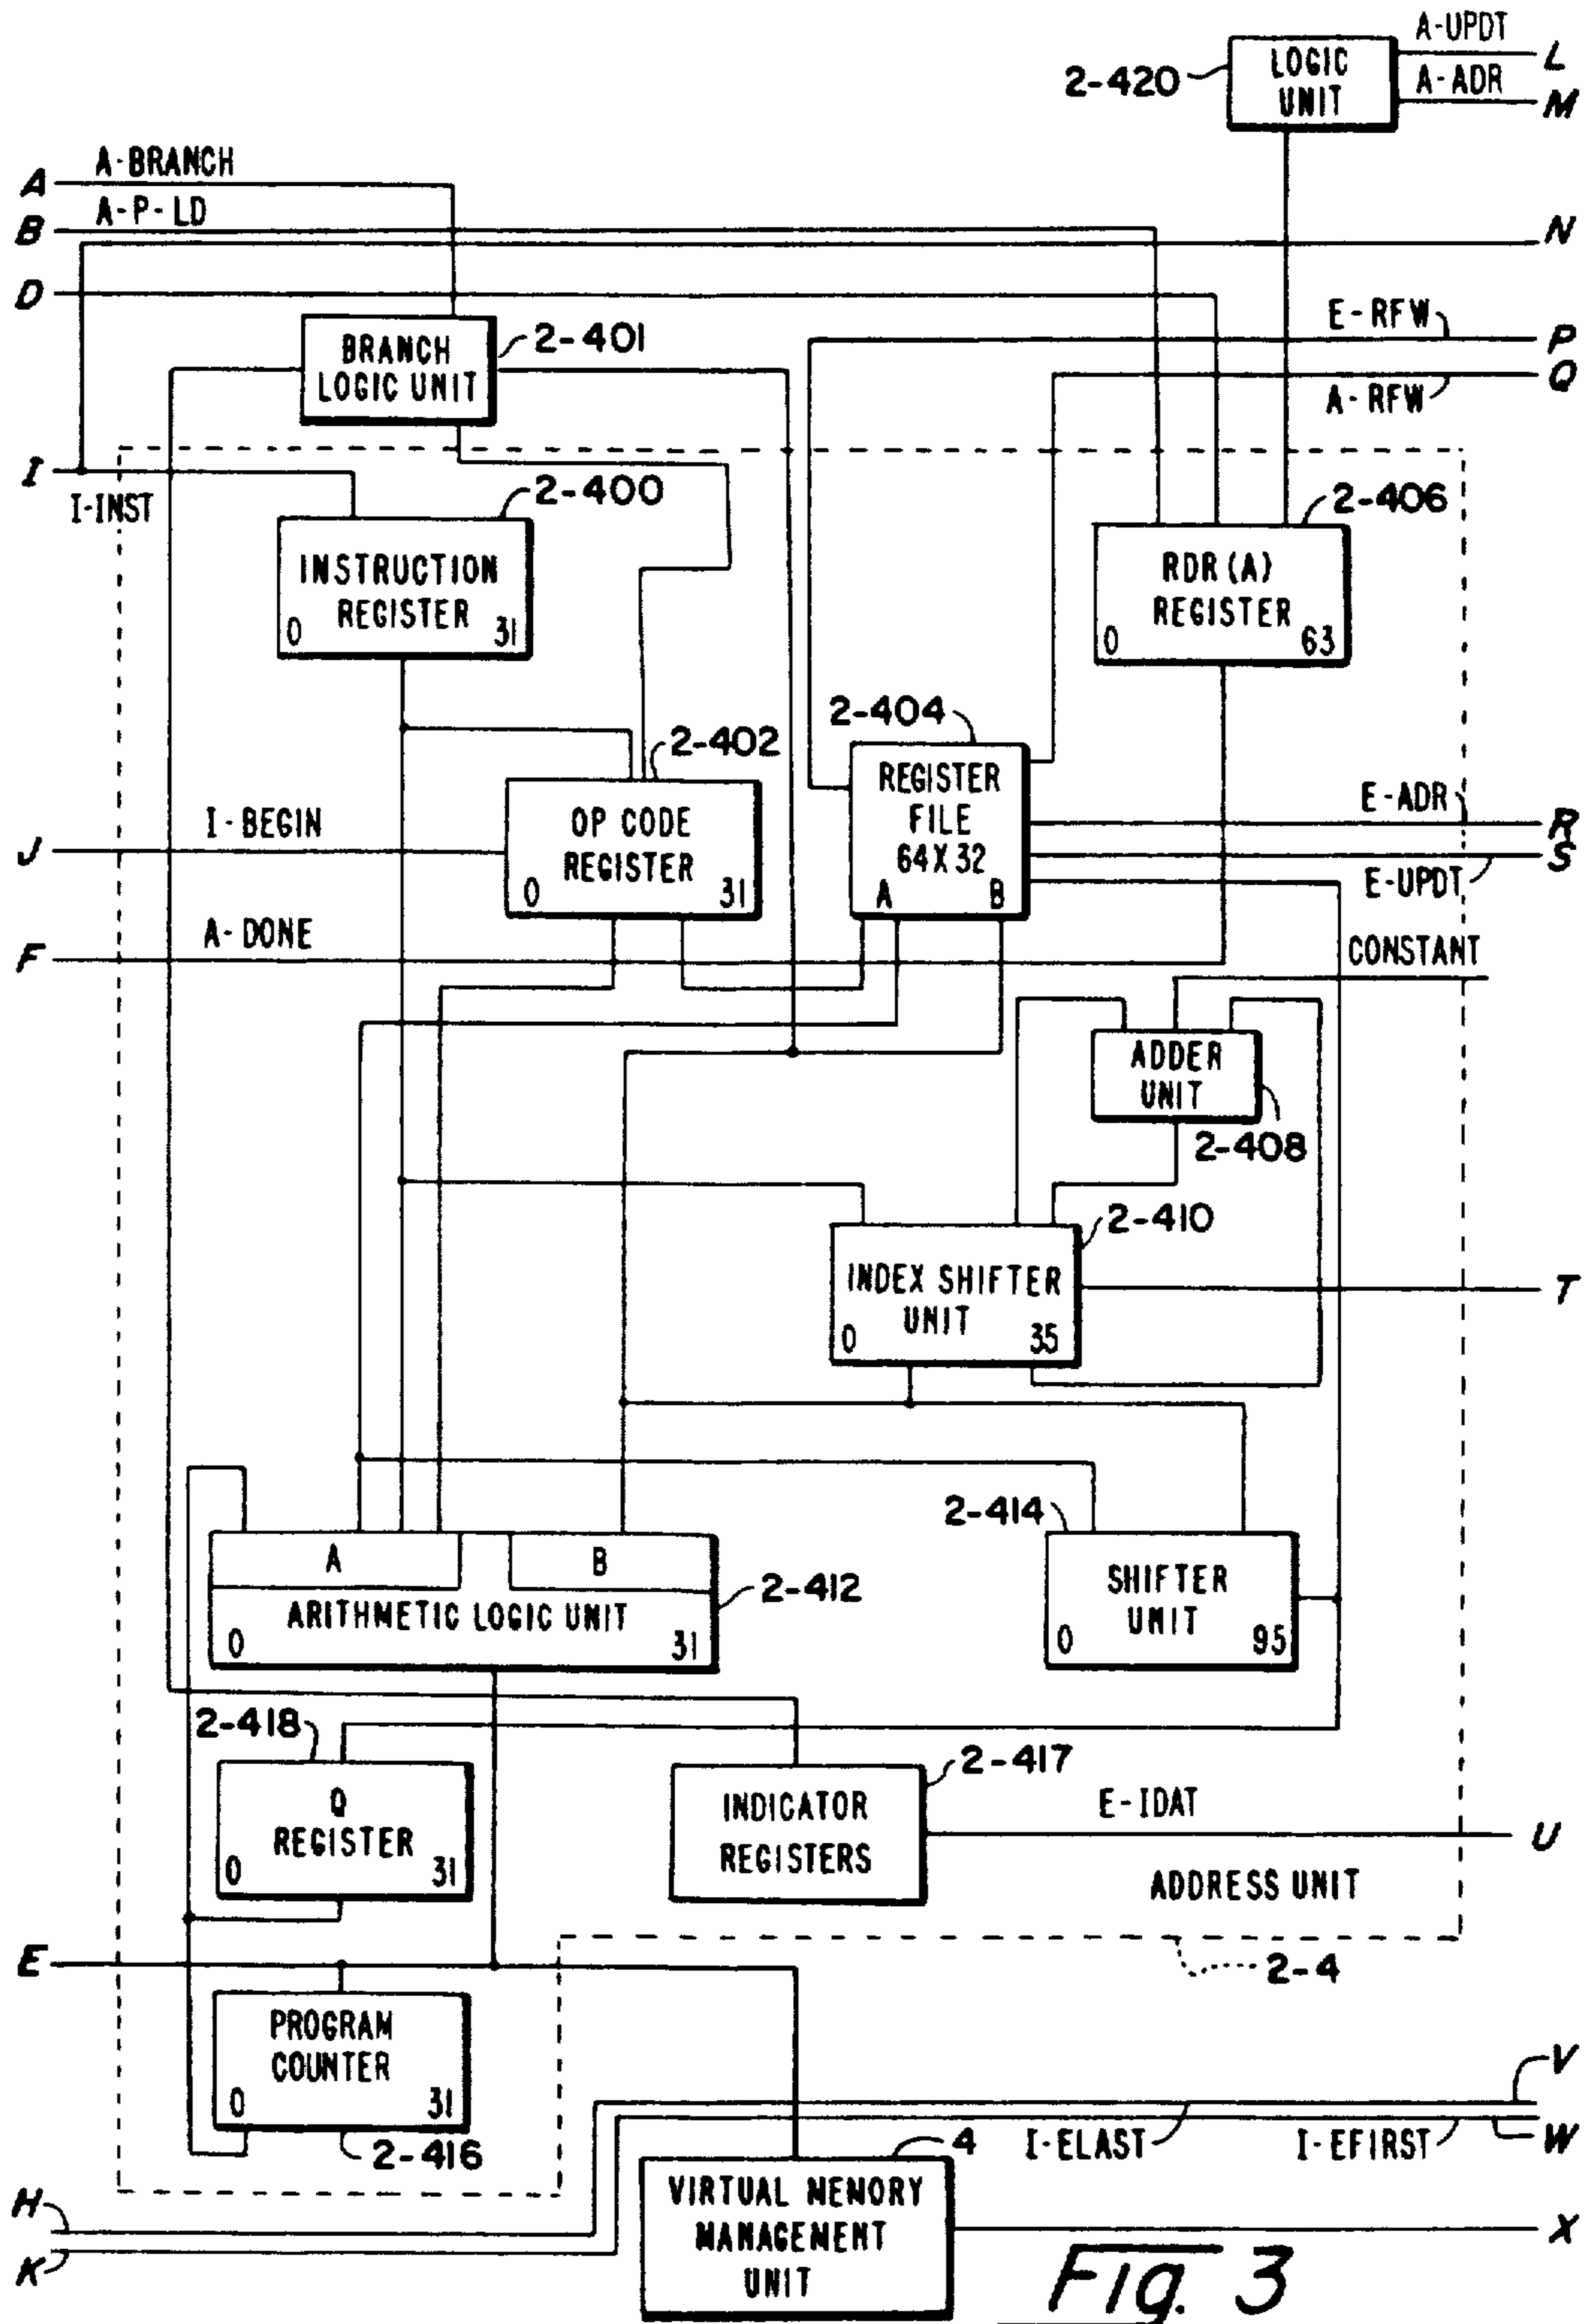 A-UPDT
L
LOGIC
UNIT
2-420
A-ADR
M
A
A-BRANCH
B
A-P-LD
N
D
E-RFW
P
BRANCH
LOGIC UNIT
2-401
Q
A-RFW
I
I-INST
2-400
2-406
INSTRUCTION
REGISTER
0 31
RDR(A)
REGISTER
0 63
2-404
2-402
REGISTER
FILE
64X32
A B
E-ADR
R
I-BEGIN
J
OP CODE
REGISTER
0 31
S
E-UPDT
A-DONE
F
CONSTANT
ADDER
UNIT
2-408
2-410
INDEX SHIFTER
UNIT
0 35
T
2-414
A B
ARITHMETIC LOGIC UNIT
0 31
2-412
SHIFTER
UNIT
0 95
2-418
2-417
Q
REGISTER
0 31
INDICATOR
REGISTERS
E-IDAT
U
ADDRESS UNIT
E
2-4
PROGRAM
COUNTER
0 31
2-416
V
I-ELAST
I-EFIRST
W
4
H
K
VIRTUAL MEMORY
MANAGEMENT
UNIT
X
Fig. 3